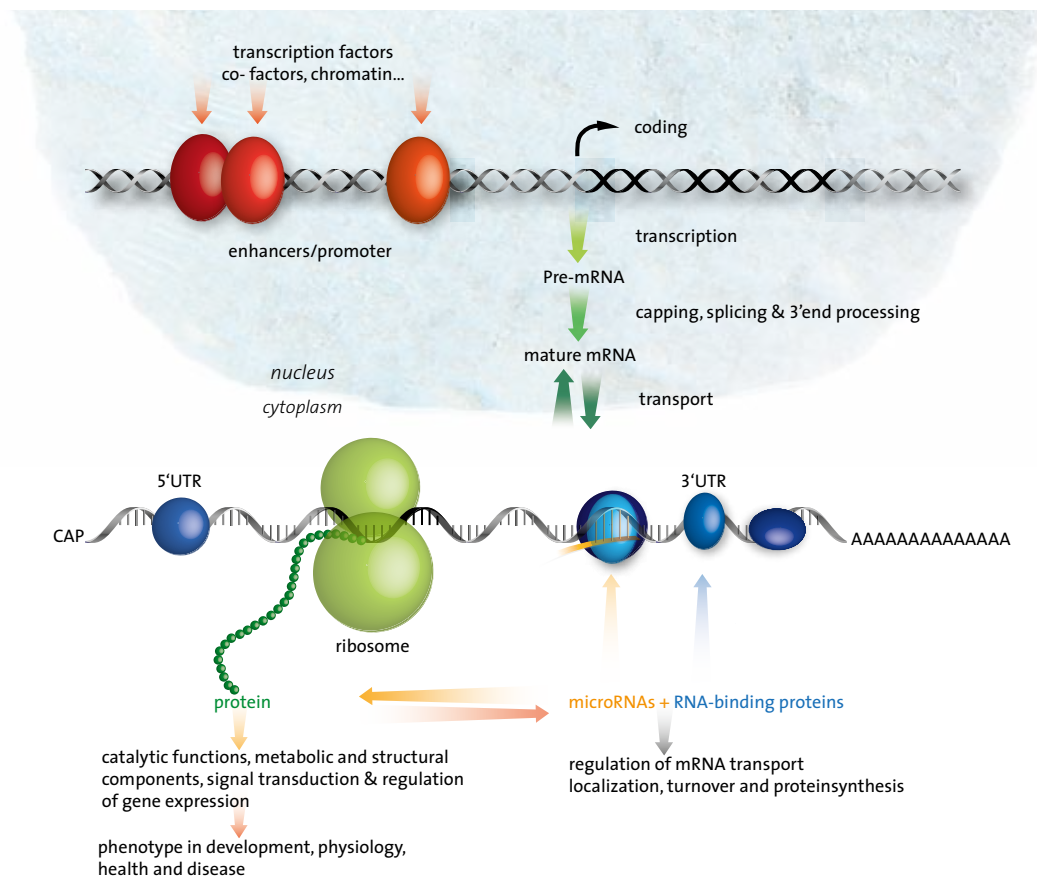 transcription factors
co- factors, chromatin...
coding
enhancers/promoter
transcription
Pre-mRNA
capping, splicing & 3'end processing
mature mRNA
nucleus
cytoplasm
transport
5‘UTR
3‘UTR
CAP
AAAAAAAAAAAAAA
ribosome
protein
microRNAs + RNA-binding proteins
catalytic functions, metabolic and structural
components, signal transduction & regulation
of gene expression
regulation of mRNA transport
localization, turnover and proteinsynthesis
phenotype in development, physiology,
health and disease